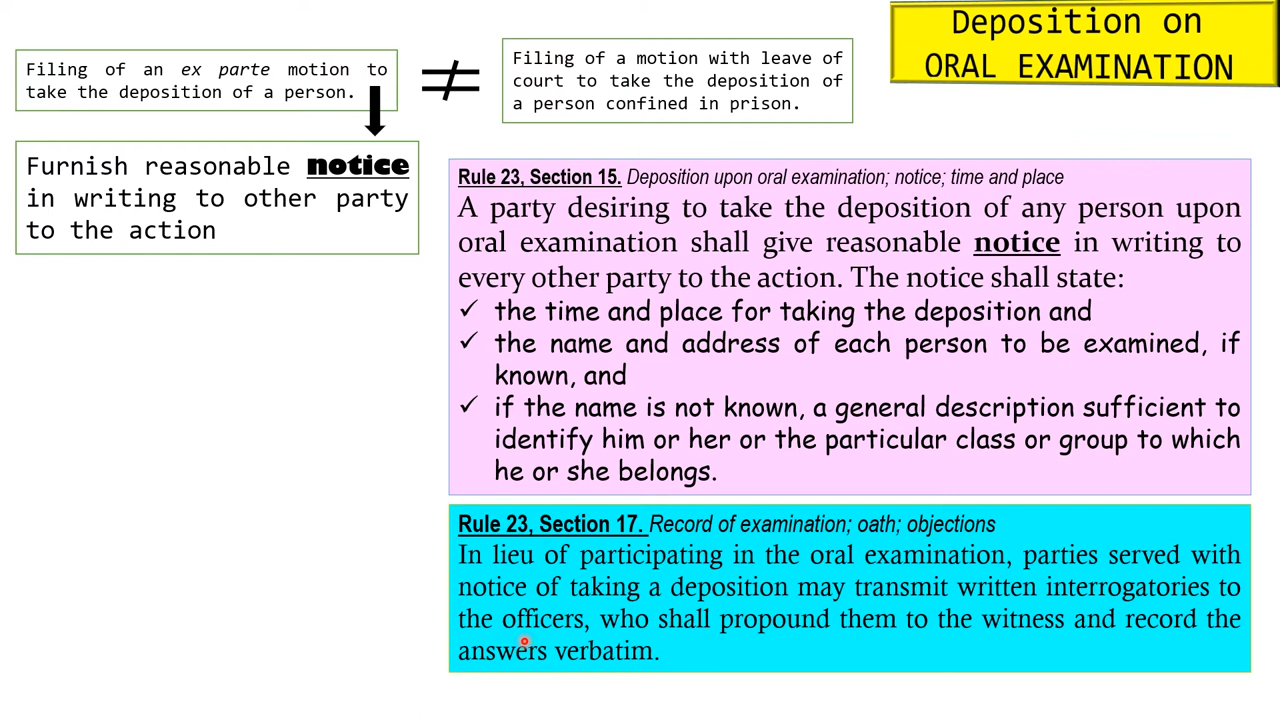 Deposition on
ORAL EXAMINATION
Filing of an ex parte motion to
take the deposition of a person.
≠
Filing of a motion with leave of
court to take the deposition of
a person confined in prison.
Furnish reasonable notice
in writing to other party
to the action
Rule 23, Section 15. Deposition upon oral examination; notice; time and place
A party desiring to take the deposition of any person upon
oral examination shall give reasonable notice in writing to
every other party to the action. The notice shall state:
✓ the time and place for taking the deposition and
✓ the name and address of each person to be examined, if
known, and
✓ if the name is not known, a general description sufficient to
identify him or her or the particular class or group to which
he or she belongs.
Rule 23, Section 17. Record of examination; oath; objections
In lieu of participating in the oral examination, parties served with
notice of taking a deposition may transmit written interrogatories to
the officers, who shall propound them to the witness and record the
answers verbatim.